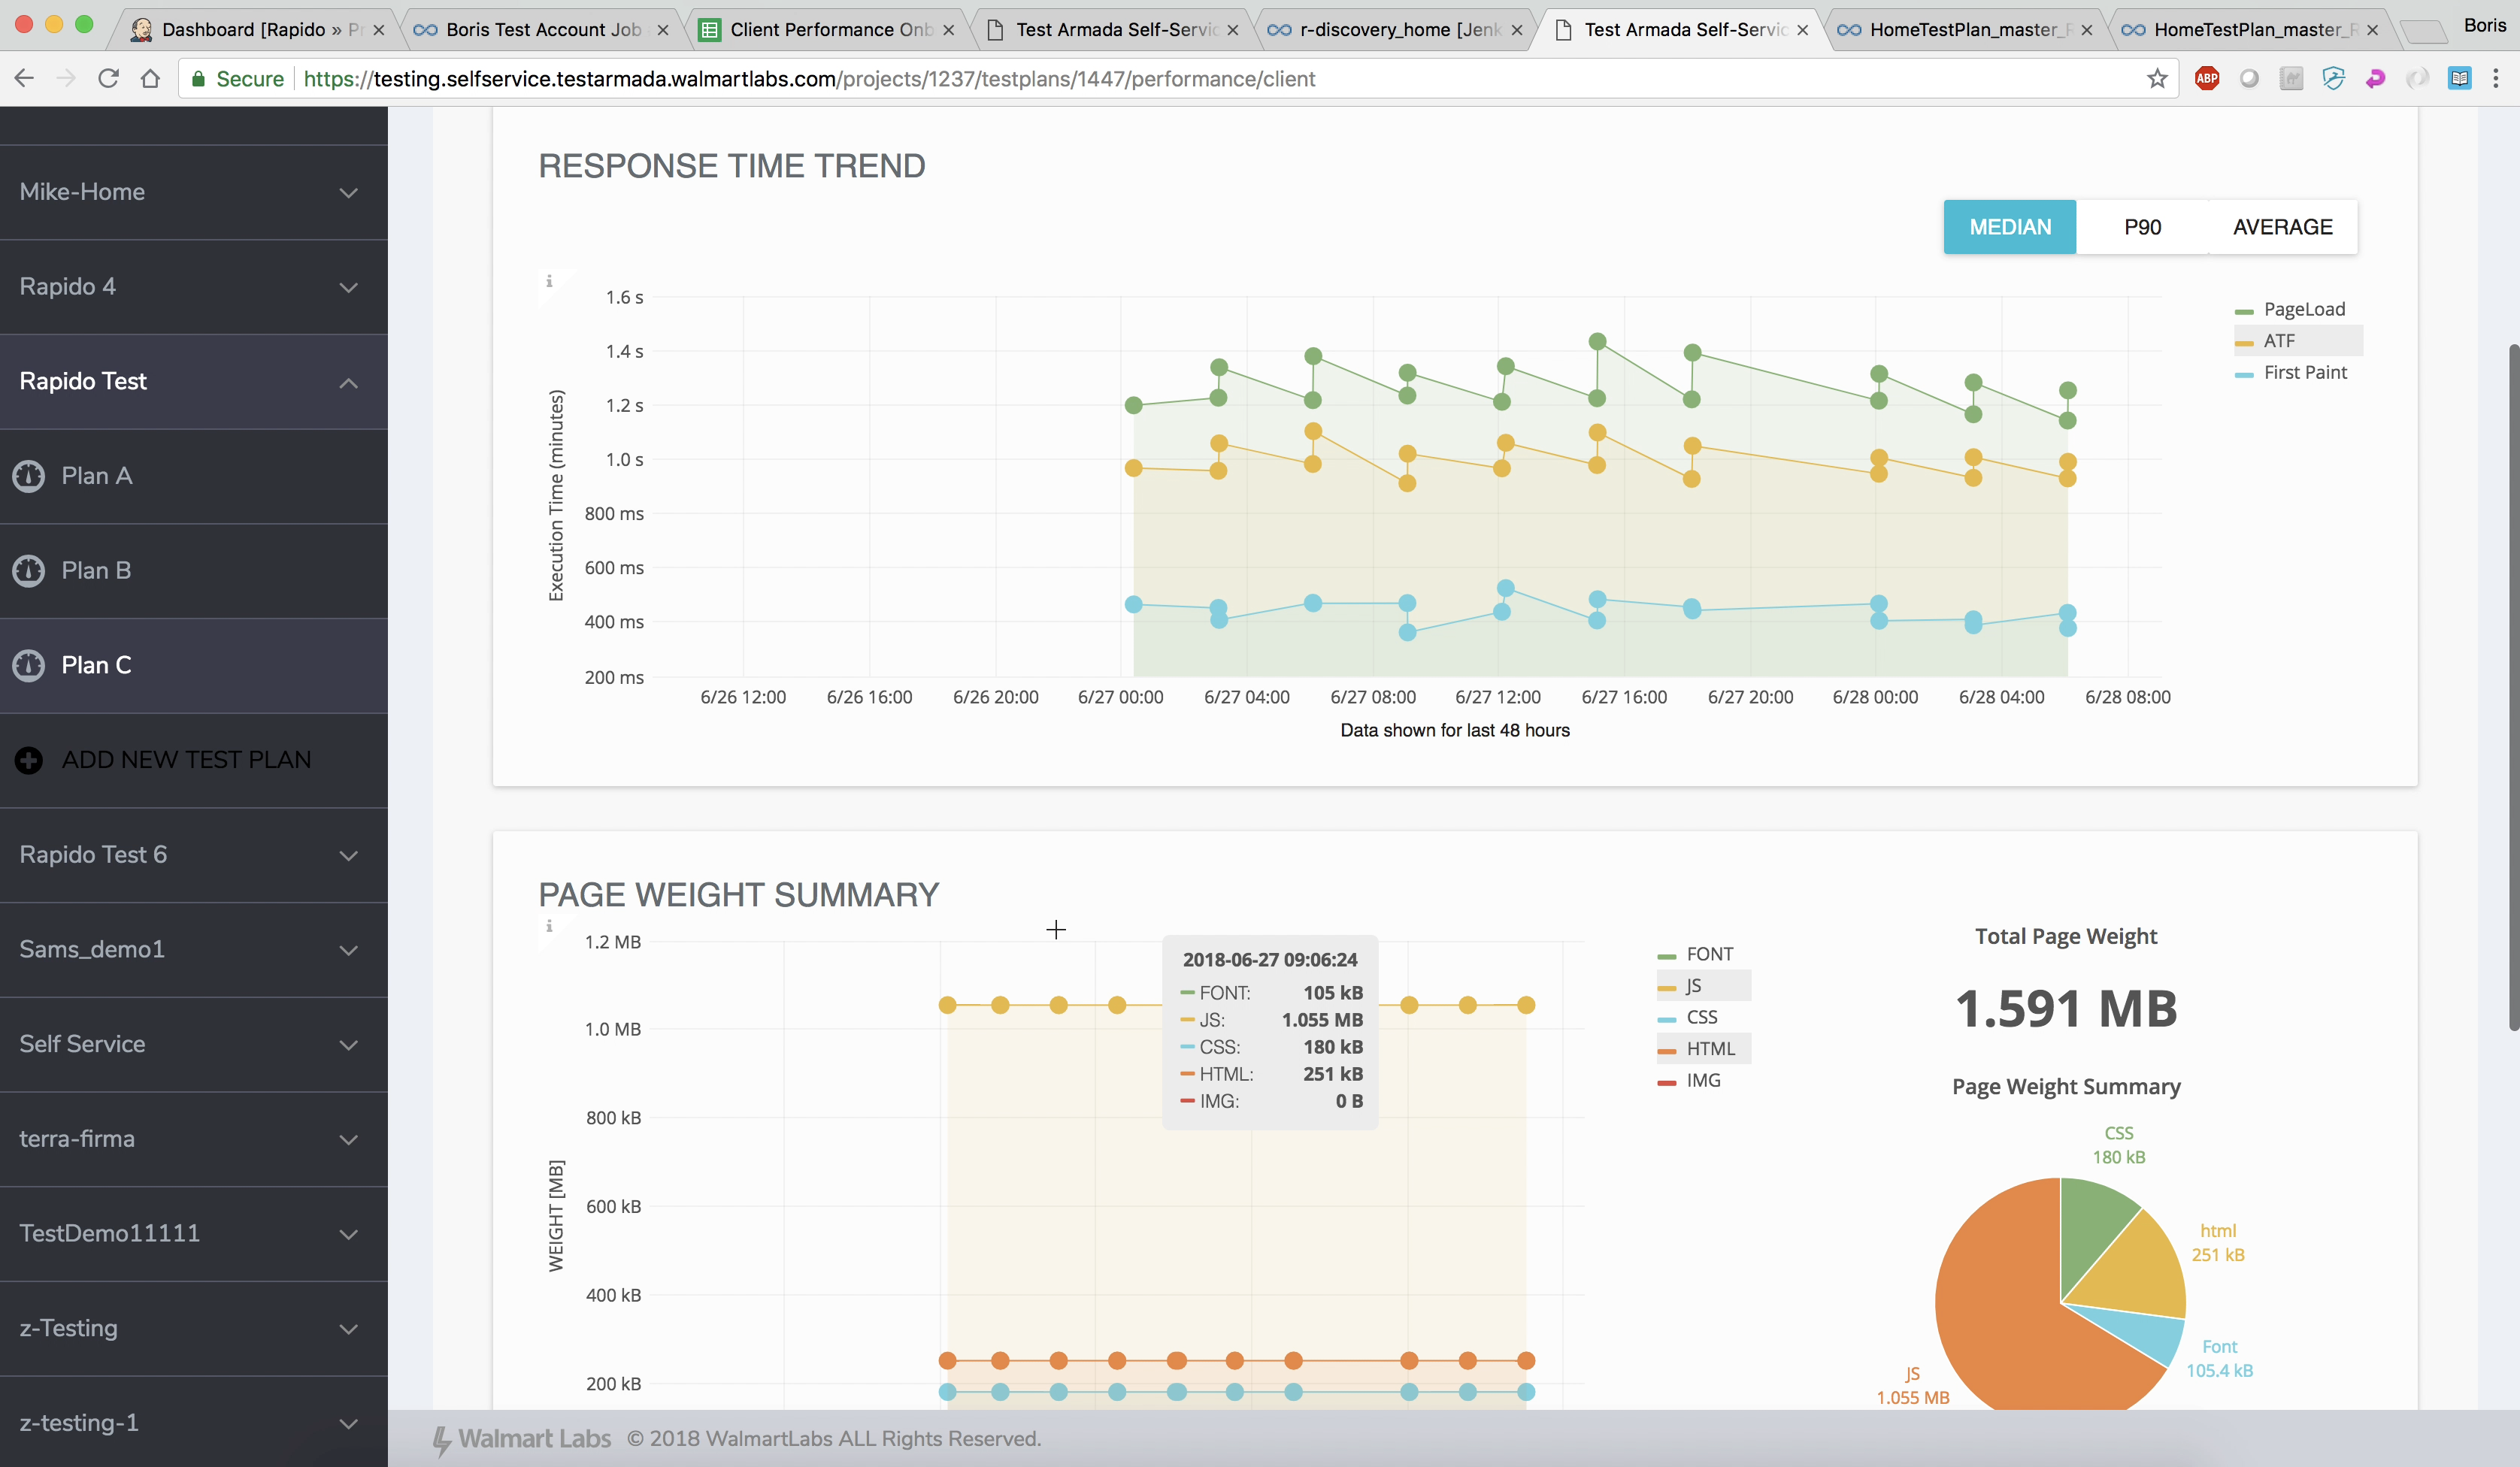 Dashboard [Rapido » Pr
Boris Test Account Job
Client Performance Onb
Test Armada Self-Servic
r-discovery_home [Jenk
Test Armada Self-Servic
HomeTestPlan_master_R
HomeTestPlan_master_R
Boris
Secure
https://testing.selfservice.testarmada.walmartlabs.com/projects/1237/testplans/1447/performance/client
ABP
Mike-Home
Rapido 4
Rapido Test
Plan A
Plan B
Plan C
ADD NEW TEST PLAN
Rapido Test 6
Sams_demo1
Self Service
terra-firma
TestDemo11111
z-Testing
z-testing-1
RESPONSE TIME TREND
MEDIAN
P90
AVERAGE
i
1.6 s
1.4 s
1.2 s
1.0 s
800 ms
600 ms
400 ms
200 ms
Execution Time (minutes)
6/26 12:00
6/26 16:00
6/26 20:00
6/27 00:00
6/27 04:00
6/27 08:00
6/27 12:00
6/27 16:00
6/27 20:00
6/28 00:00
6/28 04:00
6/28 08:00
Data shown for last 48 hours
PageLoad
ATF
First Paint
PAGE WEIGHT SUMMARY
i
1.2 MB
1.0 MB
800 kB
600 kB
400 kB
200 kB
WEIGHT [MB]
2018-06-27 09:06:24
FONT: 105 kB
JS: 1.055 MB
CSS: 180 kB
HTML: 251 kB
IMG: 0 B
FONT
JS
CSS
HTML
IMG
Total Page Weight
1.591 MB
Page Weight Summary
CSS
180 kB
html
251 kB
Font
105.4 kB
JS
1.055 MB
Walmart Labs © 2018 WalmartLabs ALL Rights Reserved.